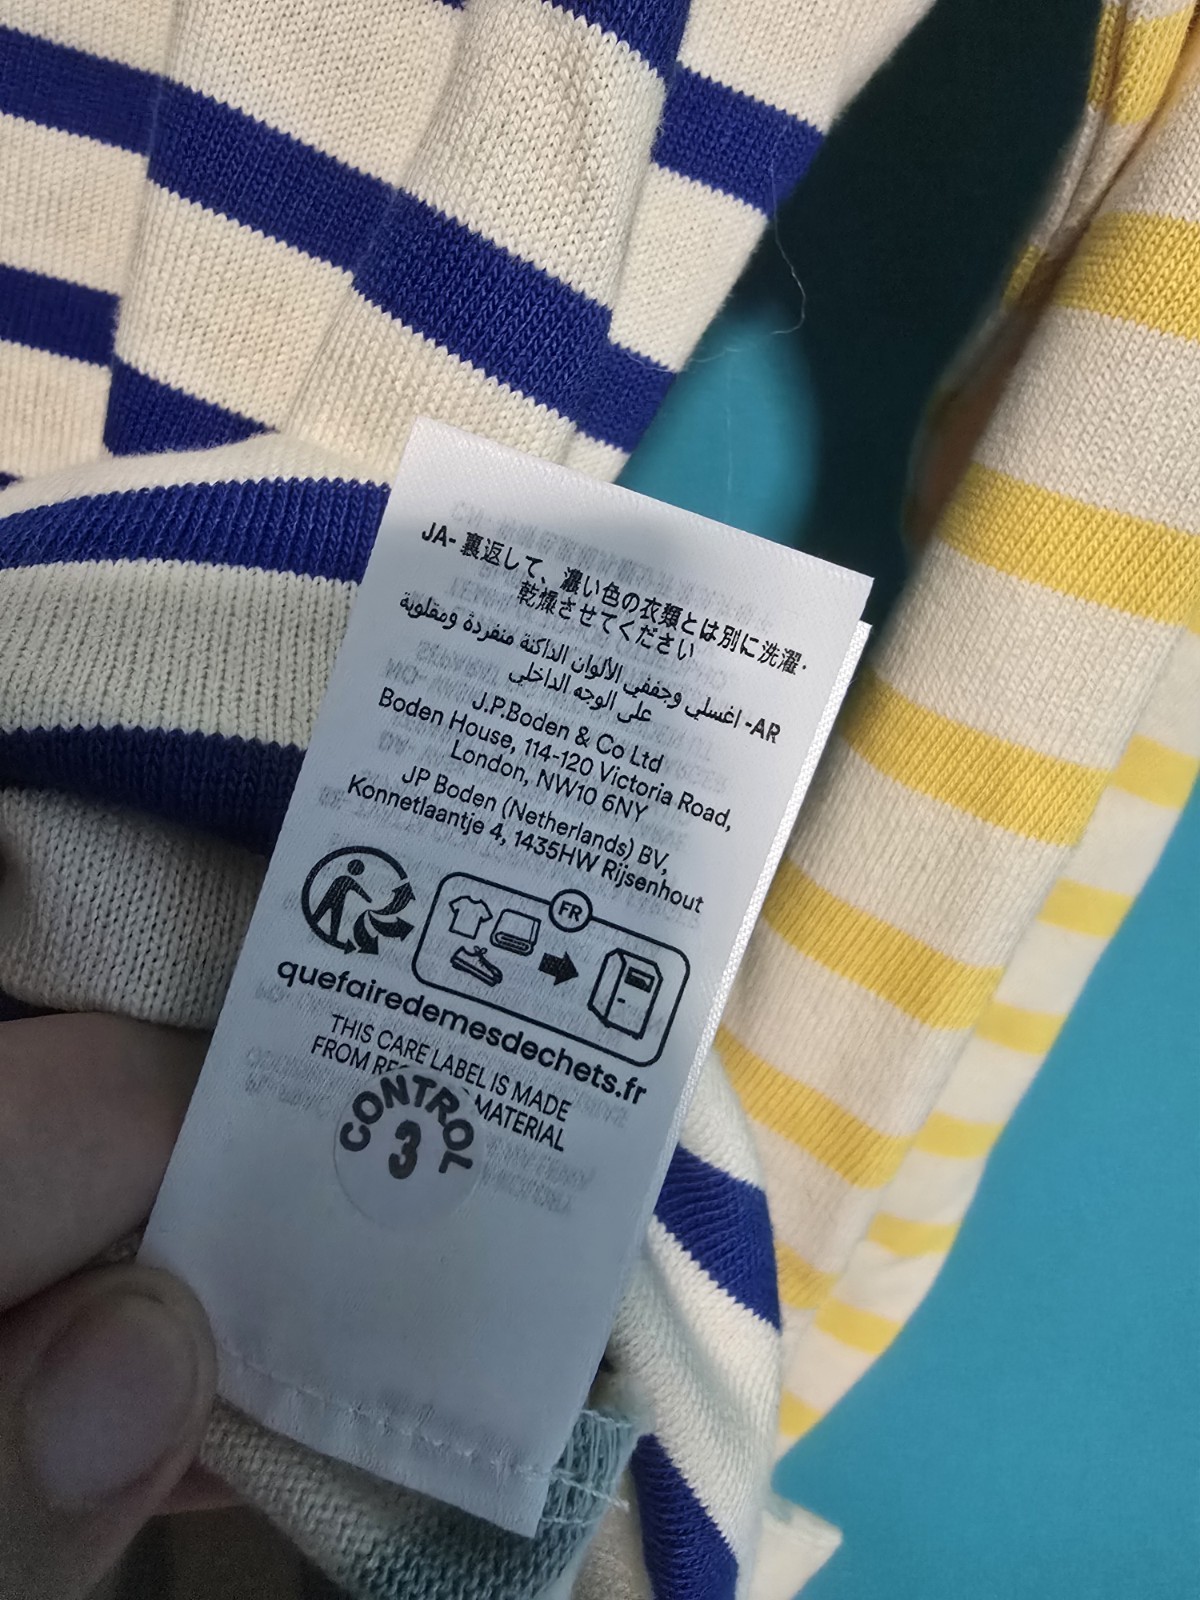 JA- 裏返して、濃い色の衣類とは別に洗濯・
乾燥させてください
AR- اغسلي وجففي الألوان الداكنة منفردة ومقلوبة
على الوجه الداخلي
J.P.Boden & Co Ltd
Boden House, 114-120 Victoria Road,
London, NW10 6NY
JP Boden (Netherlands) BV,
Konnetlaantje 4, 1435HW Rijsenhout
FR
quefairedemesdechets.fr
THIS CARE LABEL IS MADE
FROM MATERIAL
CONTROL
3